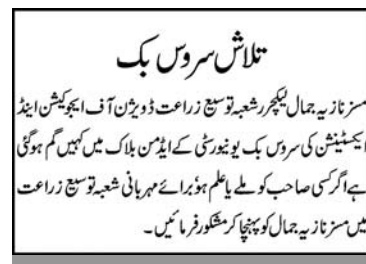 تلاش سروس بک
مسز نازیہ جمال لیکچرر شعبہ توسیع زراعت ڈویژن آف ایجوکیشن اینڈ
ایکسٹینشن کی سروس بک یونیورسٹی کے ایڈمن بلاک میں کہیں گم ہوگئی
ہے اگر کسی صاحب کو ملے یا علم ہو برائے مہربانی شعبہ توسیع زراعت
میں مسز نازیہ جمال کو پہنچا کر مشکور فرمائیں۔